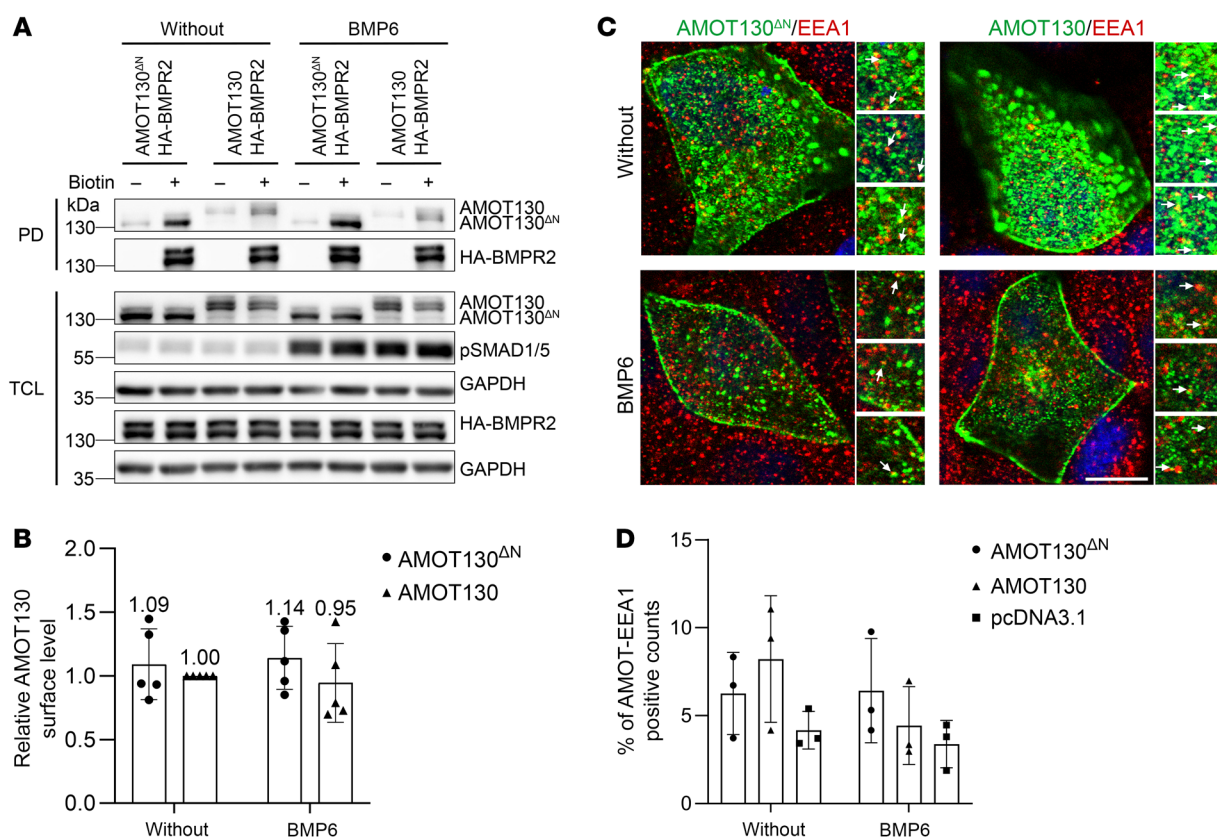 A
Without
BMP6
AMOT130ΔN
HA-BMPR2
AMOT130
HA-BMPR2
AMOT130ΔN
HA-BMPR2
AMOT130
HA-BMPR2
Biotin – + – + – + – +
kDa
PD
130
AMOT130
AMOT130ΔN
130
HA-BMPR2
TCL
130
AMOT130
AMOT130ΔN
55
pSMAD1/5
35
GAPDH
130
HA-BMPR2
35
GAPDH
B
Relative AMOT130
surface level
2.0
1.5
1.0
0.5
0.0
1.09
1.00
1.14
0.95
Without
BMP6
AMOT130ΔN
AMOT130
C
AMOT130ΔN/EEA1
AMOT130/EEA1
Without
BMP6
D
% of AMOT-EEA1
positive counts
15
10
5
0
Without
BMP6
AMOT130ΔN
AMOT130
pcDNA3.1